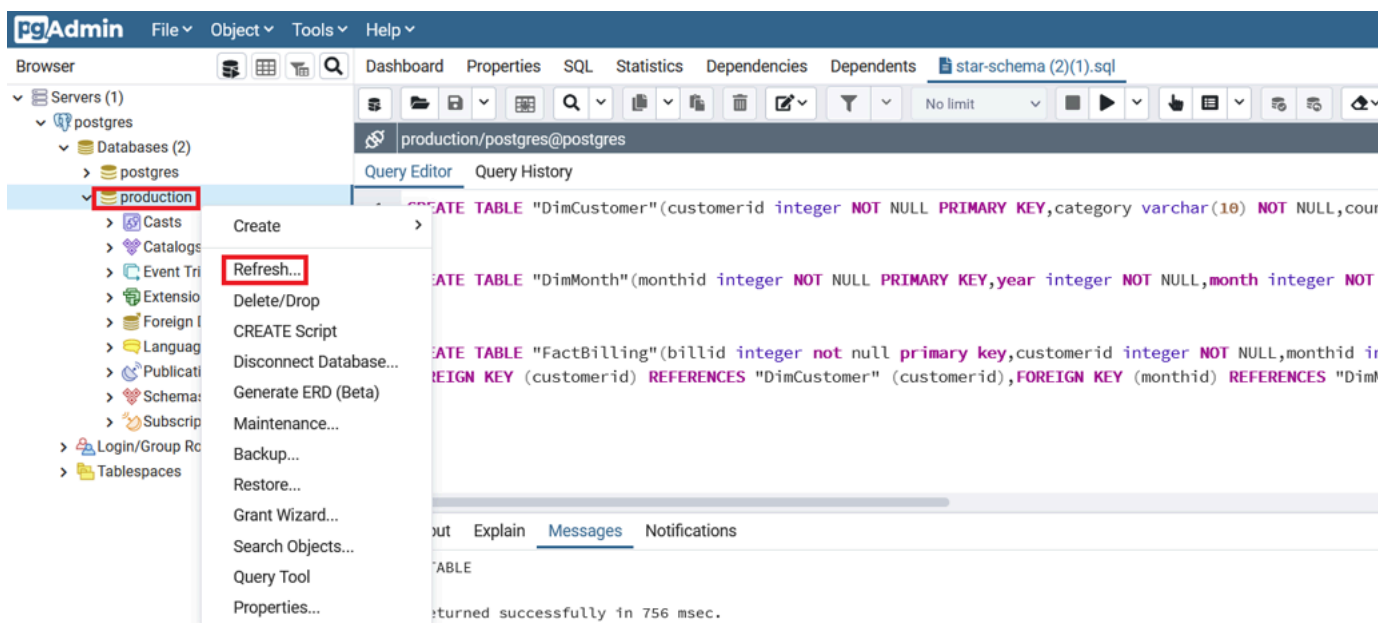 pgAdmin File Object Tools Help
Browser
Dashboard Properties SQL Statistics Dependencies Dependents star-schema (2)(1).sql
Servers (1)
postgres
Databases (2)
postgres
production
Casts
Catalogs
Event Tri
Extensio
Foreign
Languag
Publicati
Schemas
Subscrip
Login/Group Ro
Tablespaces
Create
Refresh...
Delete/Drop
CREATE Script
Disconnect Database...
Generate ERD (Beta)
Maintenance...
Backup...
Restore...
Grant Wizard...
Search Objects...
Query Tool
Properties...
No limit
production/postgres@postgres
Query Editor Query History
CREATE TABLE "DimCustomer"(customerid integer NOT NULL PRIMARY KEY,category varchar(10) NOT NULL,coun
EATE TABLE "DimMonth"(monthid integer NOT NULL PRIMARY KEY,year integer NOT NULL,month integer NOT
EATE TABLE "FactBilling"(billid integer not null primary key,customerid integer NOT NULL,monthid in
REIGN KEY (customerid) REFERENCES "DimCustomer" (customerid),FOREIGN KEY (monthid) REFERENCES "DimM
out Explain Messages Notifications
TABLE
eturned successfully in 756 msec.